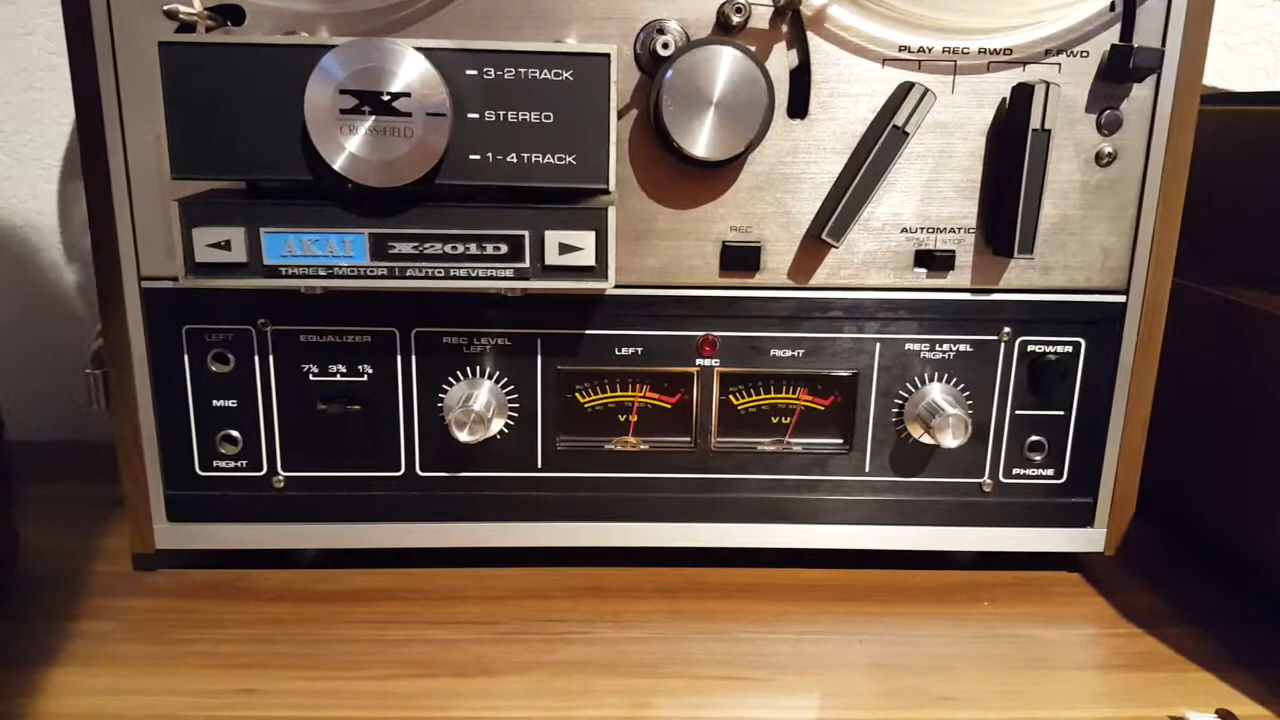 PLAY REC RWD F.FWD
3-2 TRACK
CROSS-FIELD
STEREO
1-4 TRACK
REC
AUTOMATIC
SHUT OFF STOP
AKAI X-201D
THREE-MOTOR AUTO REVERSE
LEFT
MIC
RIGHT
EQUALIZER
7½ 3¾ 1⅞
REC LEVEL
LEFT
LEFT
REC
RIGHT
VU
VU
REC LEVEL
RIGHT
POWER
PHONE